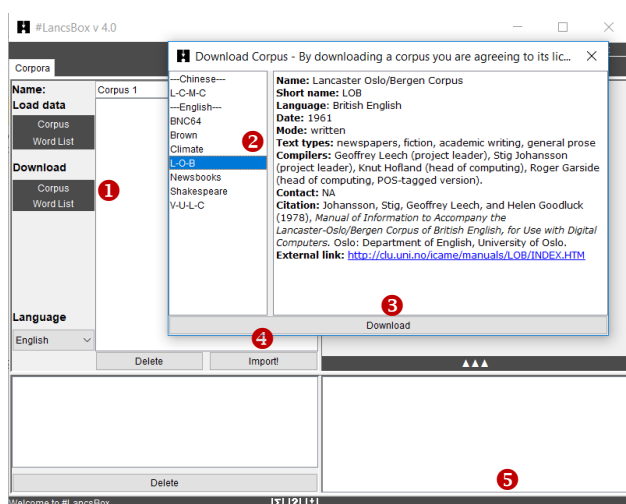 #LancsBox v 4.0
Corpora
Name:
Corpus 1
Load data
Corpus
Word List
Download
Corpus
Word List
1
Language
English
Delete
Import!
4
Download Corpus - By downloading a corpus you are agreeing to its lic...
---Chinese---
L-C-M-C
---English---
BNC64
Brown
2
Climate
L-O-B
Newsbooks
Shakespeare
V-U-L-C
Name: Lancaster Oslo/Bergen Corpus
Short name: LOB
Language: British English
Date: 1961
Mode: written
Text types: newspapers, fiction, academic writing, general prose
Compilers: Geoffrey Leech (project leader), Stig Johansson
(project leader), Knut Hofland (head of computing), Roger Garside
(head of computing, POS-tagged version).
Contact: NA
Citation: Johansson, Stig, Geoffrey Leech, and Helen Goodluck
(1978), Manual of Information to Accompany the
Lancaster-Oslo/Bergen Corpus of British English, for Use with Digital
Computers. Oslo: Department of English, University of Oslo.
External link: http://clu.uni.no/icame/manuals/LOB/INDEX.HTM
3
Download
▲▲▲
Delete
5
Welcome to #LancsBox